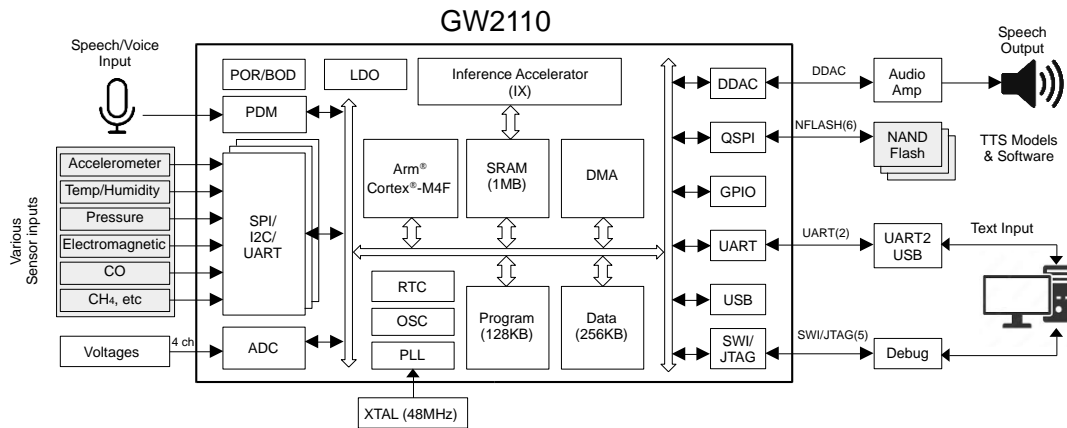 GW2110
Speech/Voice
Input
Speech
Output
POR/BOD
LDO
Inference Accelerator
(IX)
DDAC
DDAC
Audio
Amp
PDM
QSPI
NFLASH(6)
NAND
Flash
TTS Models
& Software
Various
Sensor inputs
Accelerometer
Temp/Humidity
Pressure
Electromagnetic
CO
CH4, etc
SPI/
I2C/
UART
Arm®
Cortex®-M4F
SRAM
(1MB)
DMA
GPIO
UART
UART(2)
UART2
USB
Text Input
RTC
OSC
PLL
Program
(128KB)
Data
(256KB)
USB
Voltages
4 ch
ADC
SWI/
JTAG
SWI/JTAG(5)
Debug
XTAL (48MHz)